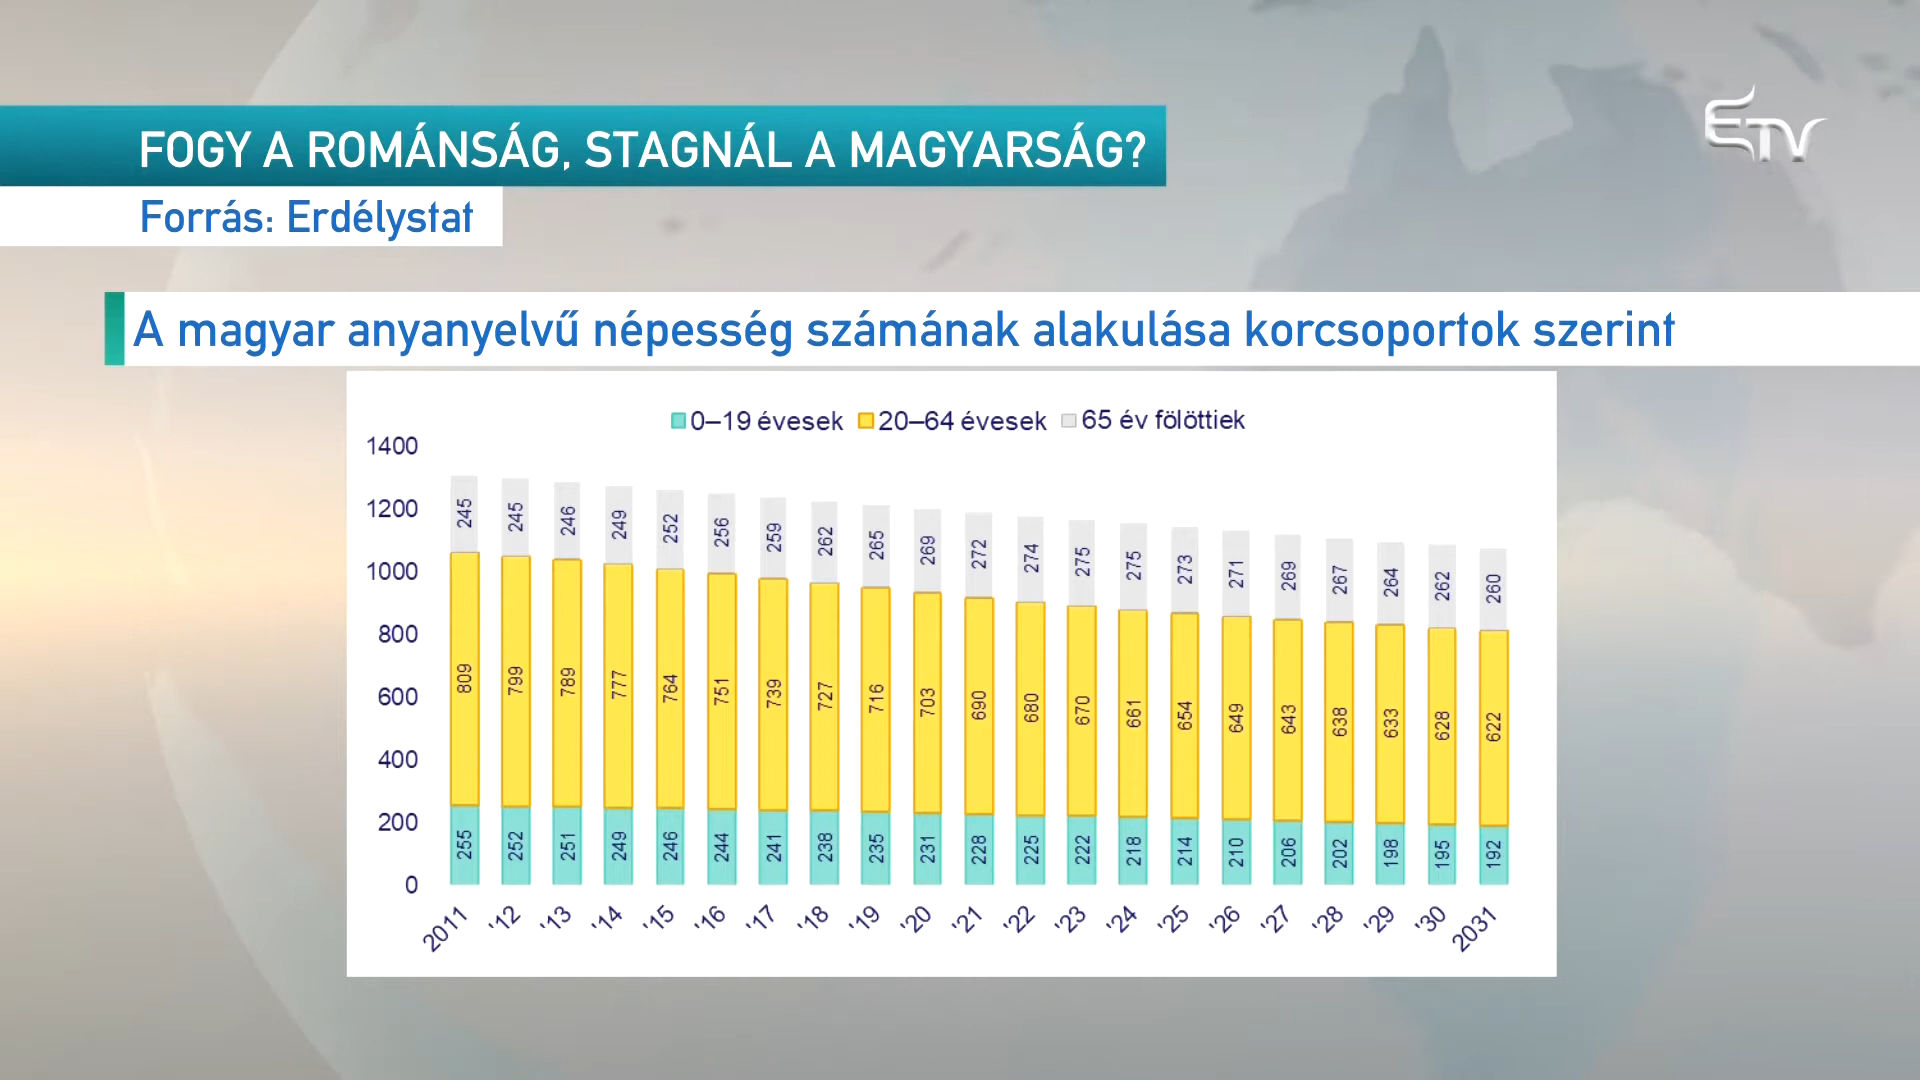 FOGY A ROMÁNSÁG, STAGNÁL A MAGYARSÁG?
ETV
Forrás: Erdélystat
A magyar anyanyelvű népesség számának alakulása korcsoportok szerint
0–19 évesek 20–64 évesek 65 év fölöttiek
1400
1200
1000
800
600
400
200
0
245 245 246 249 252 256 259 262 265 269 272 274 275 275 273 271 269 267 264 262 260
809 799 789 777 764 751 739 727 716 703 690 680 670 661 654 649 643 638 633 628 622
255 252 251 249 246 244 241 238 235 231 228 225 222 218 214 210 206 202 198 195 192
2011 '12 '13 '14 '15 '16 '17 '18 '19 '20 '21 '22 '23 '24 '25 '26 '27 '28 '29 '30 2031